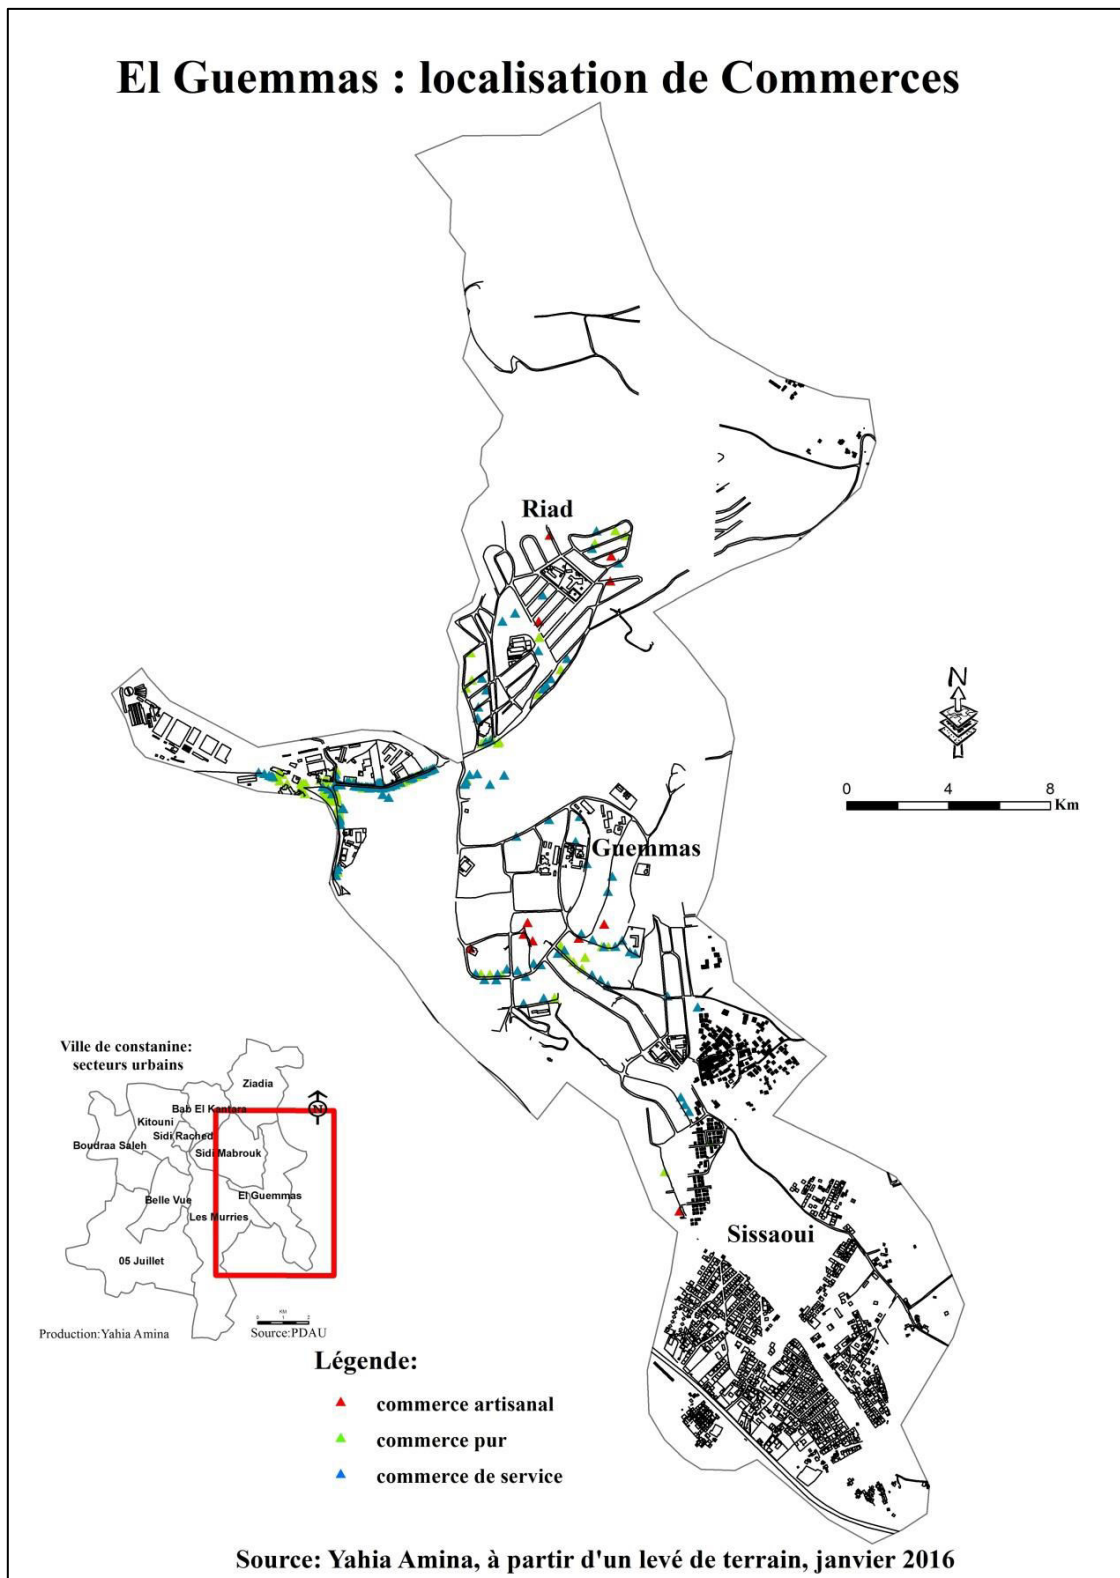 El Guemmas : localisation de Commerces
Riad
N
0 4 8
Km
Guemmas
Ville de constanine:
secteurs urbains
Ziadia
N
Bab El Kantara
Kitouni
Sidi Rached
Boudraa Saleh
Sidi Mabrouk
El Guemmas
Belle Vue
Les Murries
Sissaoui
05 Juillet
KM
Production:Yahia Amina
Source:PDAU
Légende:
commerce artisanal
commerce pur
commerce de service
Source: Yahia Amina, à partir d'un levé de terrain, janvier 2016